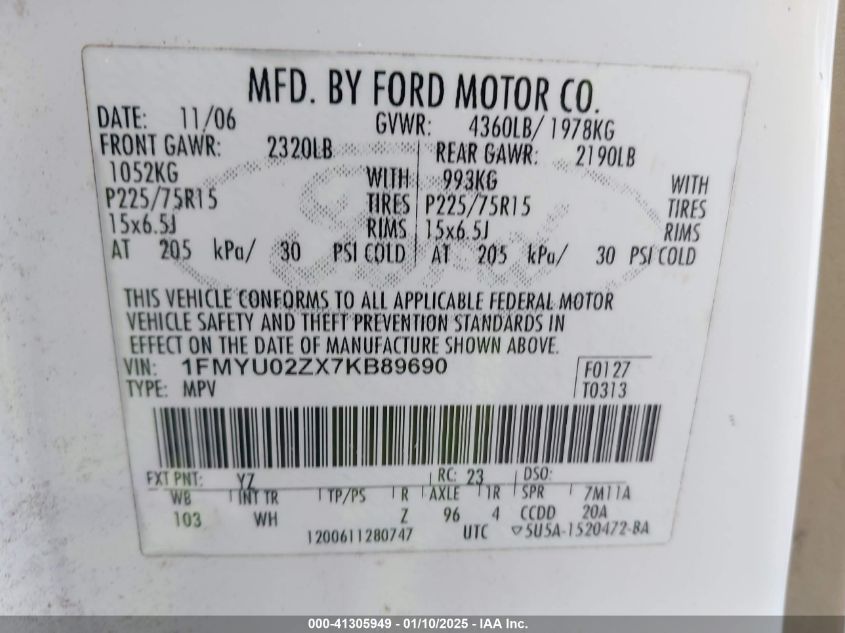 MFD. BY FORD MOTOR CO.
DATE: 11/06 GVWR: 4360LB/ 1978KG
FRONT GAWR: 2320LB REAR GAWR: 2190LB
1052KG WITH 993KG WITH
P225/75R15 TIRES P225/75R15 TIRES
15x6.5J RIMS 15x6.5J RIMS
AT 205 kPa/ 30 PSI COLD AT 205 kPa/ 30 PSI COLD
THIS VEHICLE CONFORMS TO ALL APPLICABLE FEDERAL MOTOR
VEHICLE SAFETY AND THEFT PREVENTION STANDARDS IN
EFFECT ON THE DATE OF MANUFACTURE SHOWN ABOVE.
VIN: 1FMYU02ZX7KB89690 F0127
TYPE: MPV T0313
EXT PNT: YZ RC: 23 DSO:
WB INT TR TP/PS R AXLE TR SPR 7M11A
103 WH Z 96 4 CCDD 20A
1200611280747 UTC ▽5U5A-1520472-BA
000-41305949 - 01/10/2025 - IAA Inc.